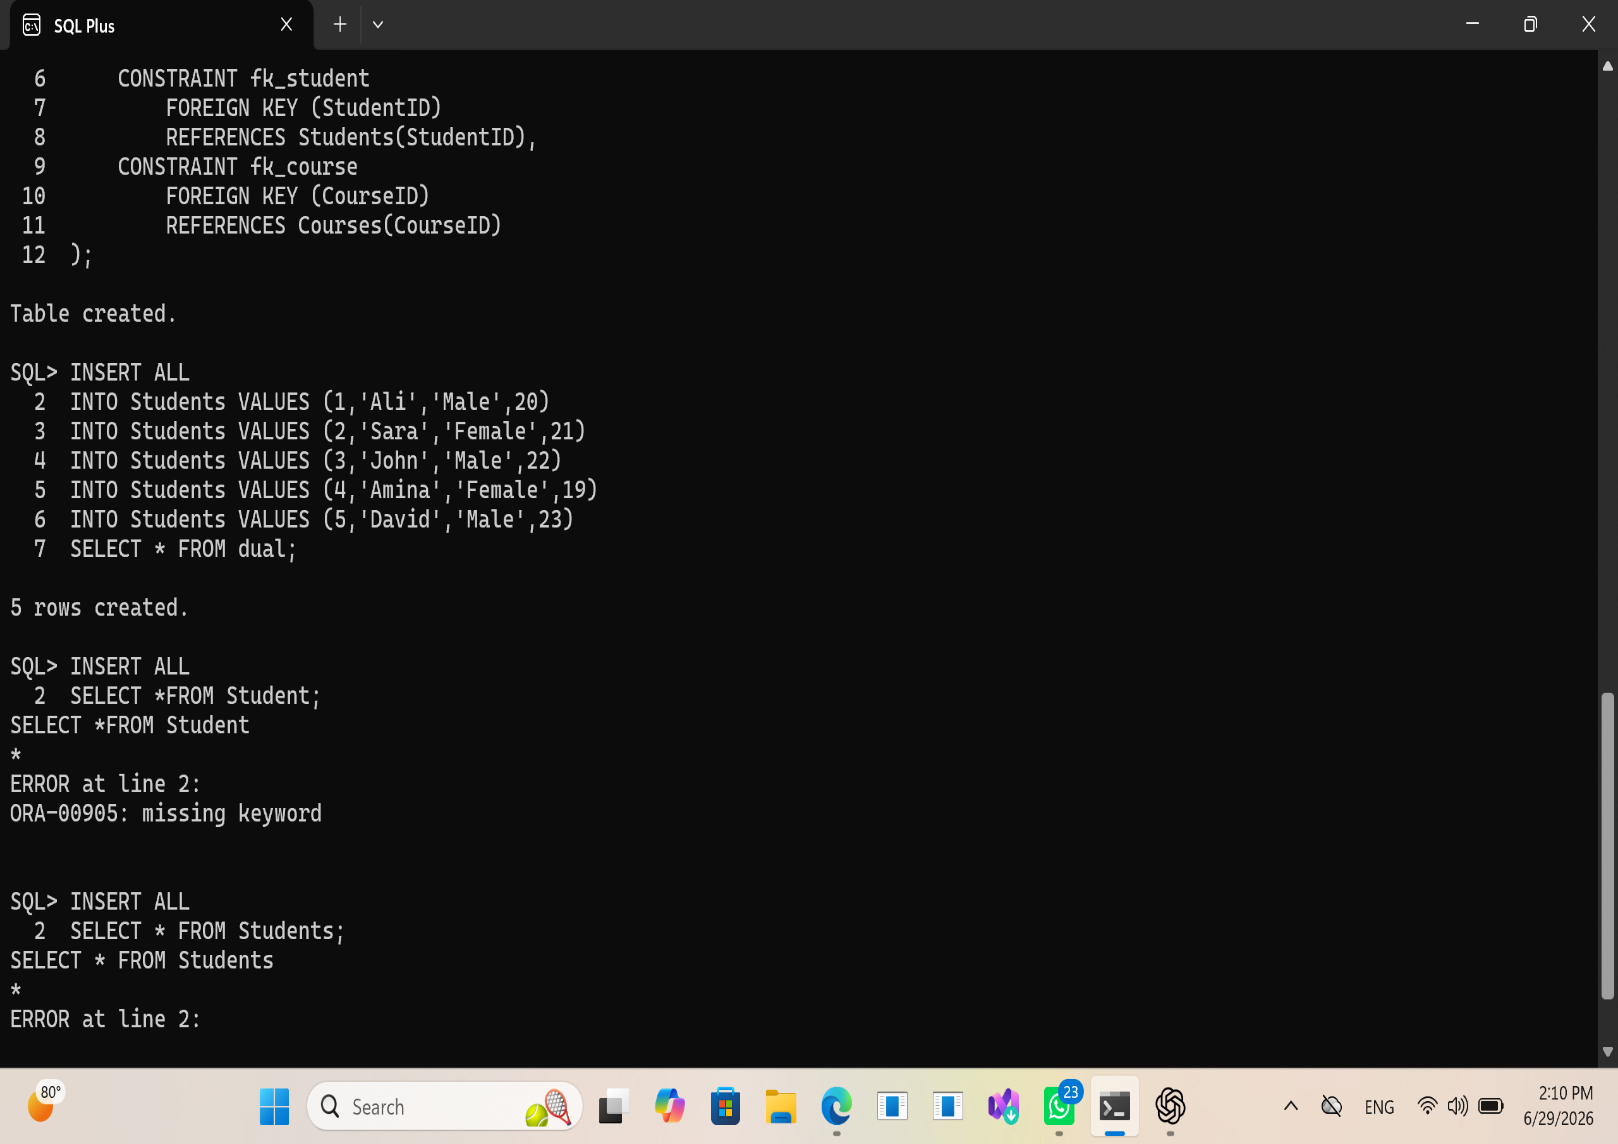 SQL Plus
6 CONSTRAINT fk_student
7 FOREIGN KEY (StudentID)
8 REFERENCES Students(StudentID),
9 CONSTRAINT fk_course
10 FOREIGN KEY (CourseID)
11 REFERENCES Courses(CourseID)
12 );
Table created.
SQL> INSERT ALL
2 INTO Students VALUES (1,'Ali','Male',20)
3 INTO Students VALUES (2,'Sara','Female',21)
4 INTO Students VALUES (3,'John','Male',22)
5 INTO Students VALUES (4,'Amina','Female',19)
6 INTO Students VALUES (5,'David','Male',23)
7 SELECT * FROM dual;
5 rows created.
SQL> INSERT ALL
2 SELECT *FROM Student;
SELECT *FROM Student
*
ERROR at line 2:
ORA-00905: missing keyword
SQL> INSERT ALL
2 SELECT * FROM Students;
SELECT * FROM Students
*
ERROR at line 2:
80°
Search
23
ENG
2:10 PM
6/29/2026